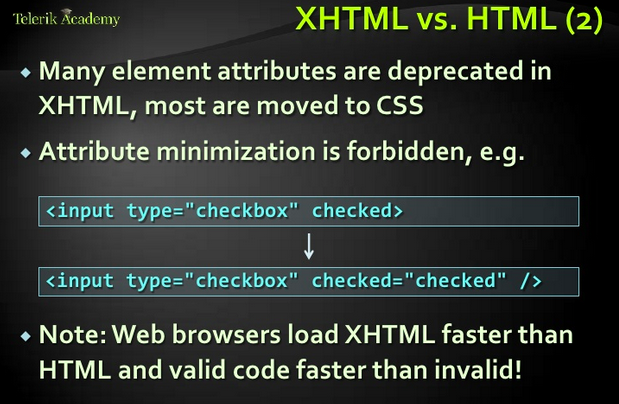 Telerik Academy
XHTML vs. HTML (2)
Many element attributes are deprecated in
XHTML, most are moved to CSS
Attribute minimization is forbidden, e.g.
<input type="checkbox" checked>
<input type="checkbox" checked="checked" />
Note: Web browsers load XHTML faster than
HTML and valid code faster than invalid!